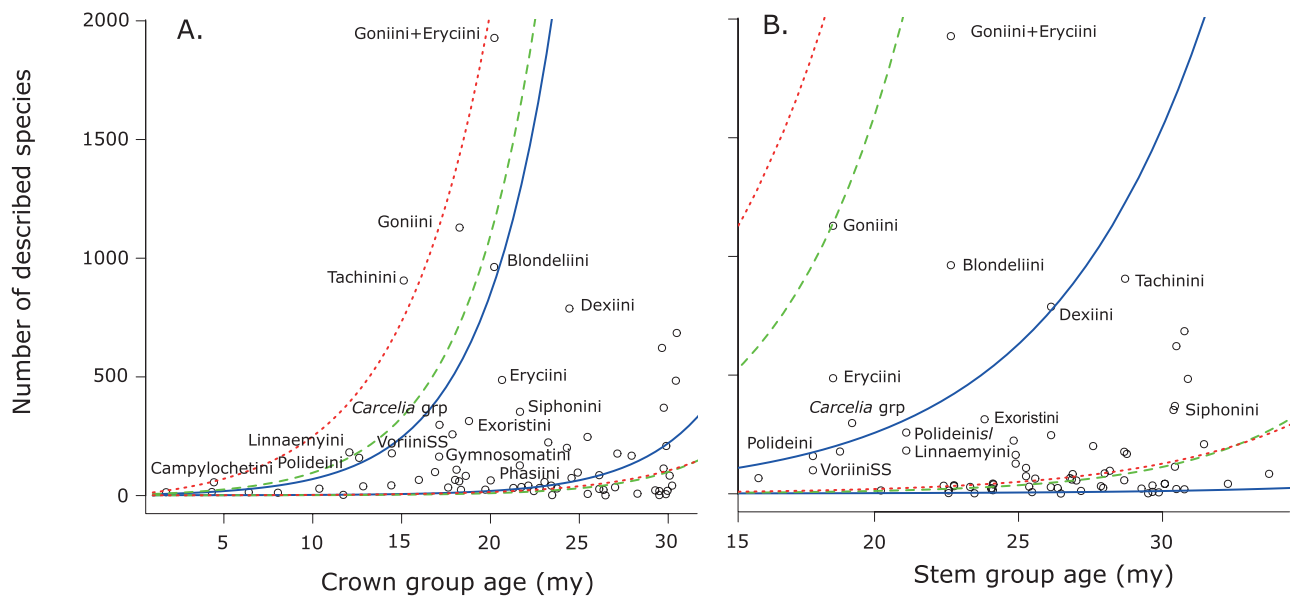 2000
A.
B.
Goniini+Eryciini
Goniini+Eryciini
1500
Goniini
Goniini
1000
Tachinini
Blondeliini
Blondeliini
Tachinini
Dexiini
Dexiini
500
Eryciini
Eryciini
Carcelia grp
Siphonini
Carcelia grp
Siphonini
Exoristini
Exoristini
Linnaemyini
VoriiniSS
Polideini
Polideinisl
Polideini
Gymnosomatini
Linnaemyini
Campylochetini
Phasiini
VoriiniSS
0
5
10
15
20
25
30
15
20
25
30
Crown group age (my)
Stem group age (my)
Number of described species